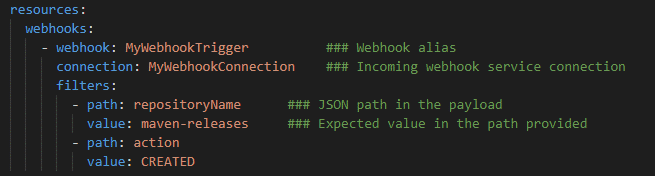 resources:
  webhooks:
    - webhook: MyWebhookTrigger          ### Webhook alias
      connection: MyWebhookConnection    ### Incoming webhook service connection
      filters:
        - path: repositoryName      ### JSON path in the payload
          value: maven-releases     ### Expected value in the path provided
        - path: action
          value: CREATED